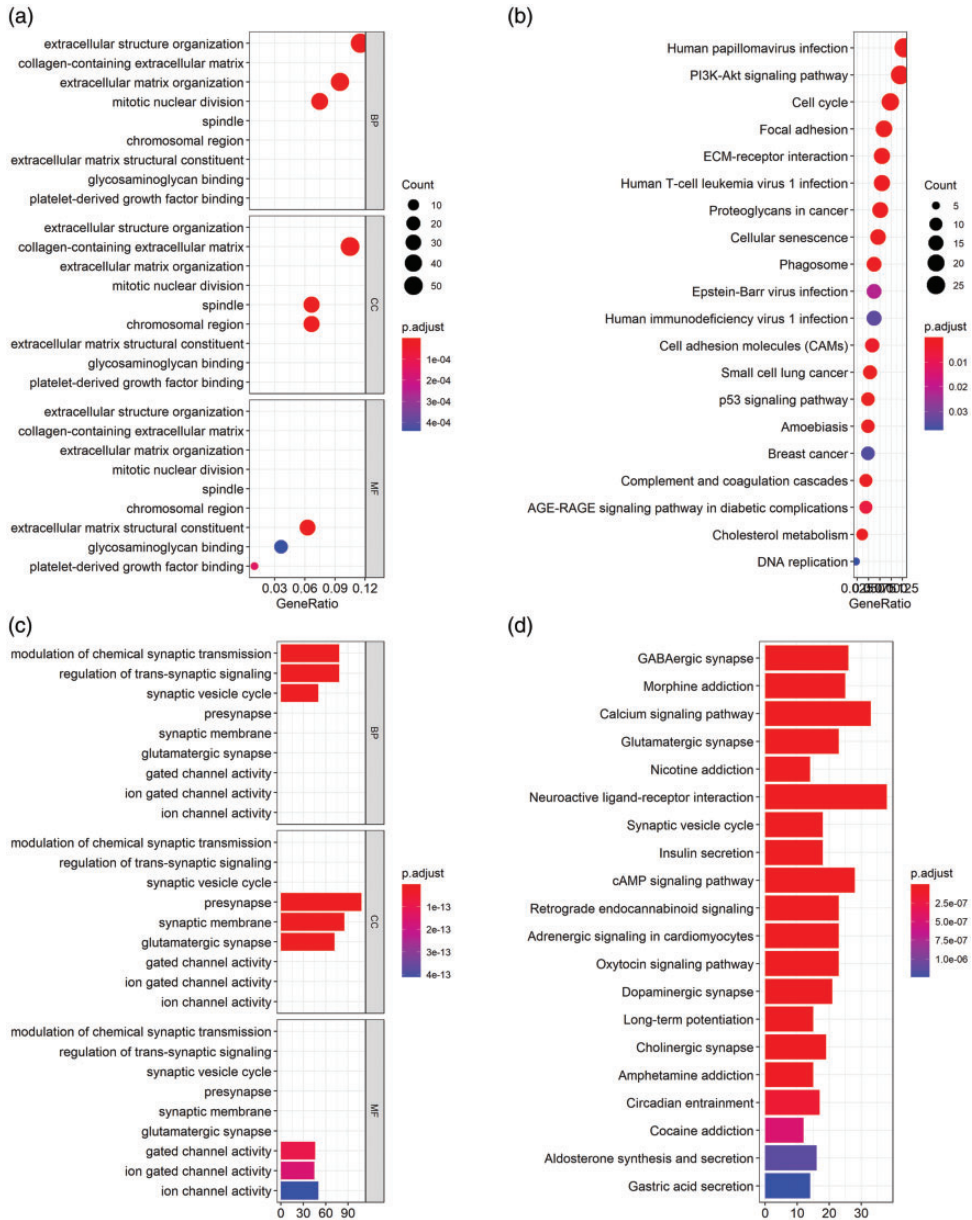 (a)
extracellular structure organization
collagen-containing extracellular matrix
extracellular matrix organization
mitotic nuclear division
spindle
chromosomal region
extracellular matrix structural constituent
glycosaminoglycan binding
platelet-derived growth factor binding
BP
extracellular structure organization
collagen-containing extracellular matrix
extracellular matrix organization
mitotic nuclear division
spindle
chromosomal region
extracellular matrix structural constituent
glycosaminoglycan binding
platelet-derived growth factor binding
CC
extracellular structure organization
collagen-containing extracellular matrix
extracellular matrix organization
mitotic nuclear division
spindle
chromosomal region
extracellular matrix structural constituent
glycosaminoglycan binding
platelet-derived growth factor binding
MF
0.03 0.06 0.09 0.12
GeneRatio
Count
10
20
30
40
50
p.adjust
1e-04
2e-04
3e-04
4e-04
(b)
Human papillomavirus infection
PI3K-Akt signaling pathway
Cell cycle
Focal adhesion
ECM-receptor interaction
Human T-cell leukemia virus 1 infection
Proteoglycans in cancer
Cellular senescence
Phagosome
Epstein-Barr virus infection
Human immunodeficiency virus 1 infection
Cell adhesion molecules (CAMs)
Small cell lung cancer
p53 signaling pathway
Amoebiasis
Breast cancer
Complement and coagulation cascades
AGE-RAGE signaling pathway in diabetic complications
Cholesterol metabolism
DNA replication
GeneRatio
Count
5
10
15
20
25
p.adjust
0.01
0.02
0.03
(c)
modulation of chemical synaptic transmission
regulation of trans-synaptic signaling
synaptic vesicle cycle
presynapse
synaptic membrane
glutamatergic synapse
gated channel activity
ion gated channel activity
ion channel activity
BP
modulation of chemical synaptic transmission
regulation of trans-synaptic signaling
synaptic vesicle cycle
presynapse
synaptic membrane
glutamatergic synapse
gated channel activity
ion gated channel activity
ion channel activity
CC
modulation of chemical synaptic transmission
regulation of trans-synaptic signaling
synaptic vesicle cycle
presynapse
synaptic membrane
glutamatergic synapse
gated channel activity
ion gated channel activity
ion channel activity
MF
0 30 60 90
p.adjust
1e-13
2e-13
3e-13
4e-13
(d)
GABAergic synapse
Morphine addiction
Calcium signaling pathway
Glutamatergic synapse
Nicotine addiction
Neuroactive ligand-receptor interaction
Synaptic vesicle cycle
Insulin secretion
cAMP signaling pathway
Retrograde endocannabinoid signaling
Adrenergic signaling in cardiomyocytes
Oxytocin signaling pathway
Dopaminergic synapse
Long-term potentiation
Cholinergic synapse
Amphetamine addiction
Circadian entrainment
Cocaine addiction
Aldosterone synthesis and secretion
Gastric acid secretion
0 10 20 30
p.adjust
2.5e-07
5.0e-07
7.5e-07
1.0e-06